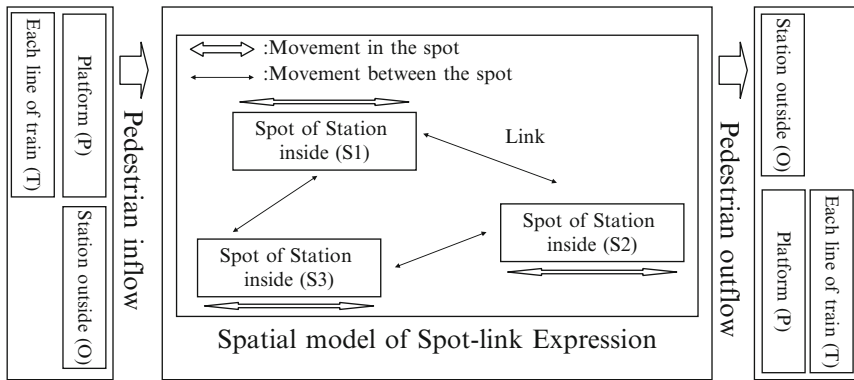 Each line of train (T)
Platform (P)
Station outside (O)
Pedestrian inflow
:Movement in the spot
:Movement between the spot
Spot of Station
inside (S1)
Link
Spot of Station
inside (S2)
Spot of Station
inside (S3)
Spatial model of Spot-link Expression
Pedestrian outflow
Station outside (O)
Platform (P)
Each line of train (T)